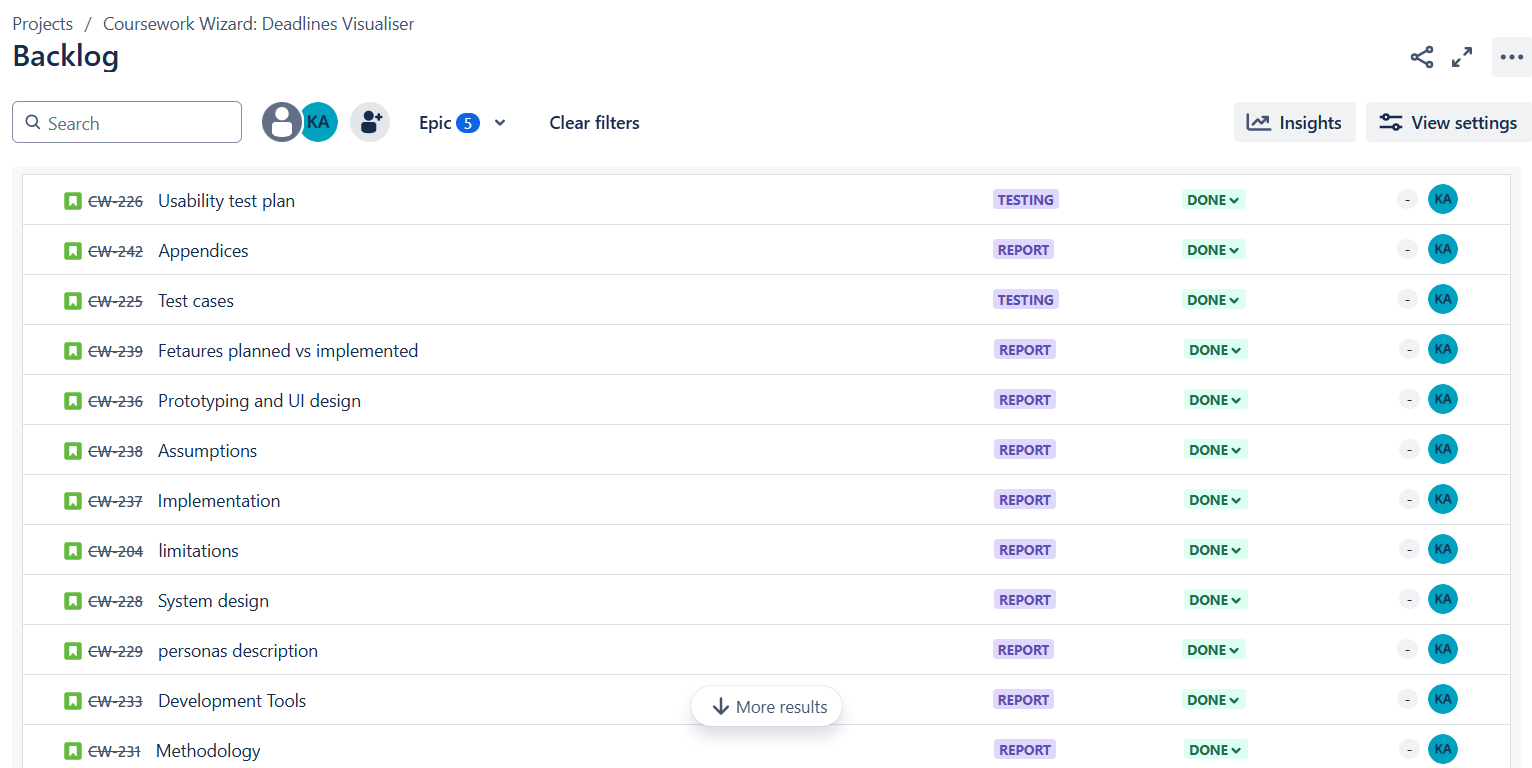 Projects / Coursework Wizard: Deadlines Visualiser
Backlog
Search KA Epic 5 Clear filters Insights View settings
CW-226 Usability test plan TESTING DONE - KA
CW-242 Appendices REPORT DONE - KA
CW-225 Test cases TESTING DONE - KA
CW-239 Fetaures planned vs implemented REPORT DONE - KA
CW-236 Prototyping and UI design REPORT DONE - KA
CW-238 Assumptions REPORT DONE - KA
CW-237 Implementation REPORT DONE - KA
CW-204 limitations REPORT DONE - KA
CW-228 System design REPORT DONE - KA
CW-229 personas description REPORT DONE - KA
CW-233 Development Tools REPORT DONE - KA
More results
CW-231 Methodology REPORT DONE - KA